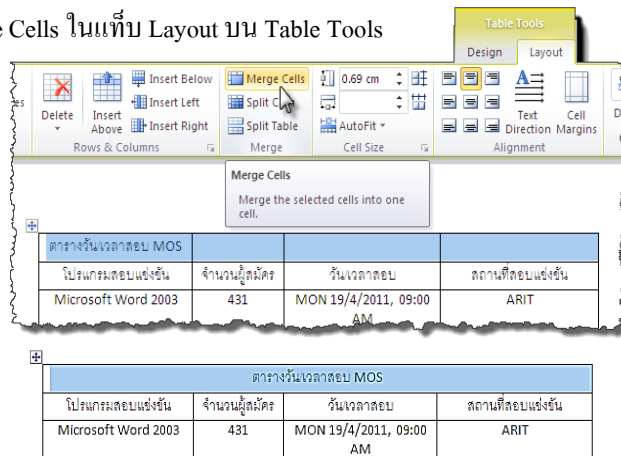 e Cells ในแท็บ Layout บน Table Tools
Table Tools
Design Layout
Insert Below Merge Cells 0.69 cm
Delete Insert Above Insert Left Split AutoFit Text Direction Cell Margins
Insert Right Split Table
Rows & Columns Merge Cell Size Alignment
Merge Cells
Merge the selected cells into one
cell.
ตารางวัน/เวลาสอบ MOS
โปรแกรมสอบแข่งขัน จำนวนผู้สมัคร วัน/เวลาสอบ สถานที่สอบแข่งขัน
Microsoft Word 2003 431 MON 19/4/2011, 09:00 ARIT
AM
ตารางวัน/เวลาสอบ MOS
โปรแกรมสอบแข่งขัน จำนวนผู้สมัคร วัน/เวลาสอบ สถานที่สอบแข่งขัน
Microsoft Word 2003 431 MON 19/4/2011, 09:00 ARIT
AM